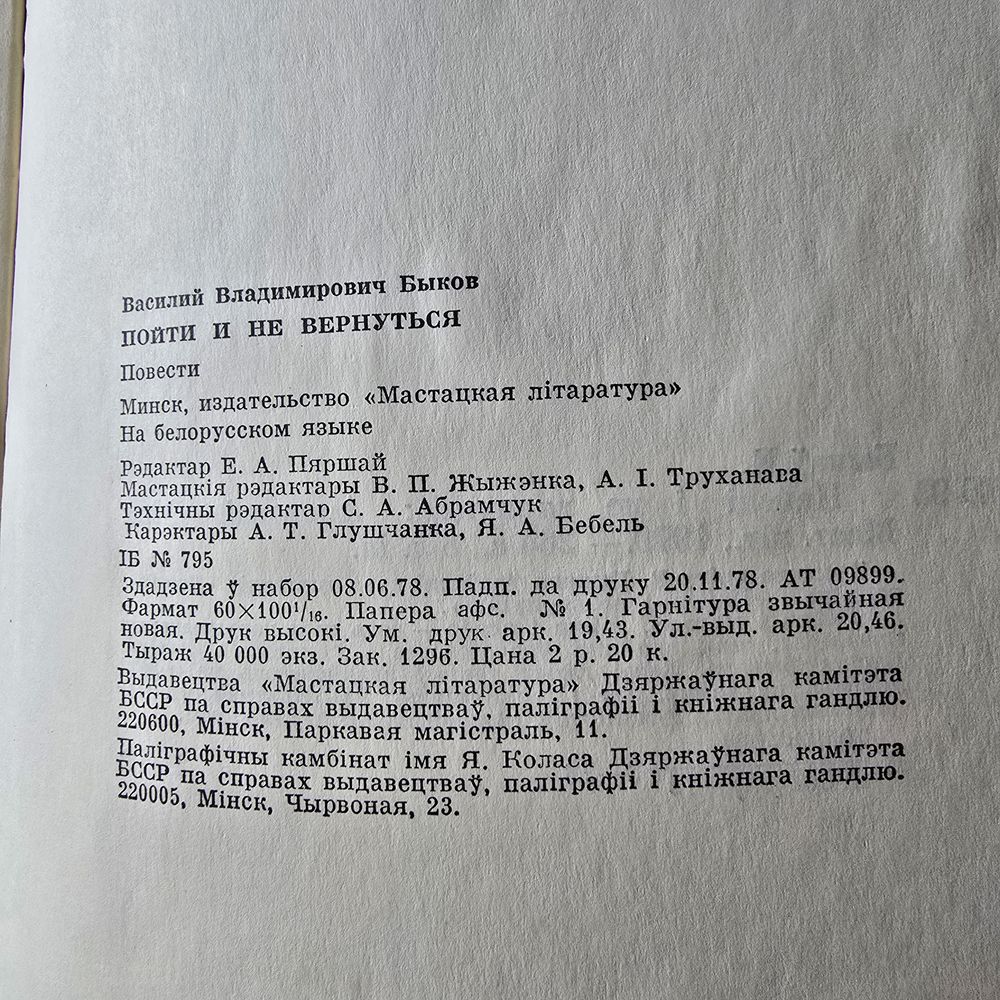 Василий Владимирович Быков
ПОЙТИ И НЕ ВЕРНУТЬСЯ
Повести
Минск, издательство «Мастацкая літаратура»
На белорусском языке
Рэдактар Е. А. Пяршай
Мастацкія рэдактары В. П. Жыжэнка, А. І. Труханава
Тэхнічны рэдактар С. А. Абрамчук
Карэктары А. Т. Глушчанка, Я. А. Бебель
ІБ № 795
Здадзена ў набор 08.06.78. Падп. да друку 20.11.78. АТ 09899.
Фармат 60×100¹/₁₆. Папера афс. № 1. Гарнітура звычайная
новая. Друк высокі. Ум. друк арк. 19,43. Ул.-выд. арк. 20,46.
Тыраж 40 000 экз. Зак. 1296. Цана 2 р. 20 к.
Выдавецтва «Мастацкая літаратура» Дзяржаўнага камітэта
БССР па справах выдавецтваў, паліграфіі і кніжнага гандлю.
220600, Мінск, Паркавая магістраль, 11.
Паліграфічны камбінат імя Я. Коласа Дзяржаўнага камітэта
БССР па справах выдавецтваў, паліграфіі і кніжнага гандлю.
220005, Мінск, Чырвоная, 23.